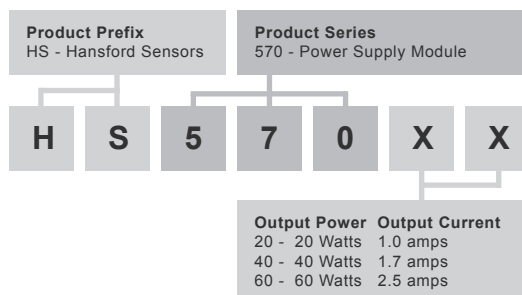 Product Prefix
HS - Hansford Sensors
Product Series
570 - Power Supply Module
H S 5 7 0 X X
Output Power Output Current
20 - 20 Watts 1.0 amps
40 - 40 Watts 1.7 amps
60 - 60 Watts 2.5 amps